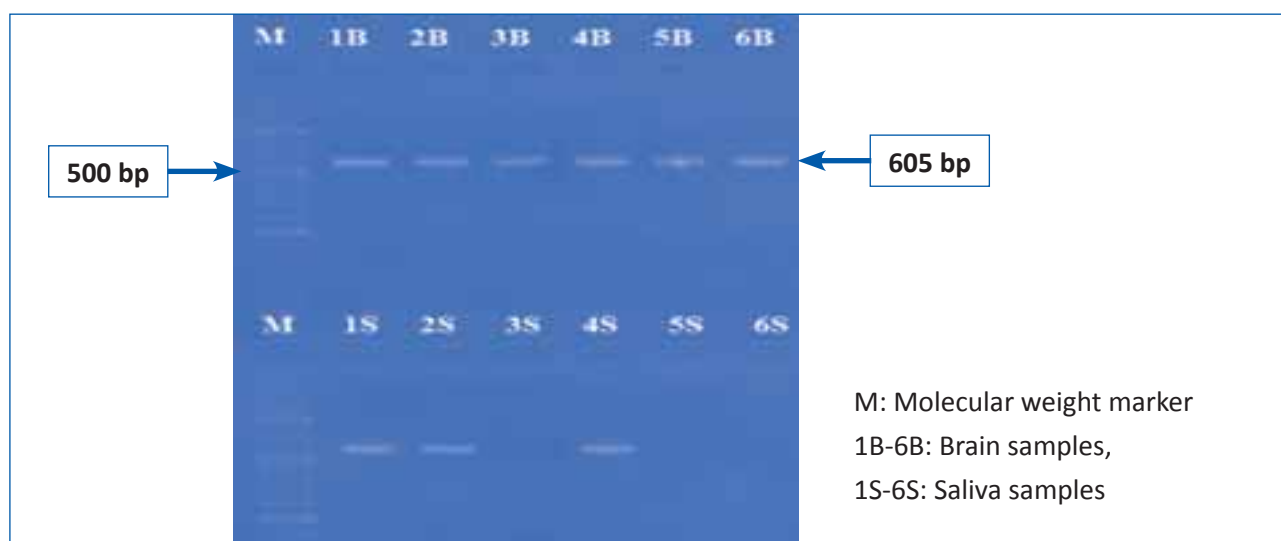 M 1B 2B 3B 4B 5B 6B
500 bp
605 bp
M 1S 2S 3S 4S 5S 6S
M: Molecular weight marker
1B-6B: Brain samples,
1S-6S: Saliva samples